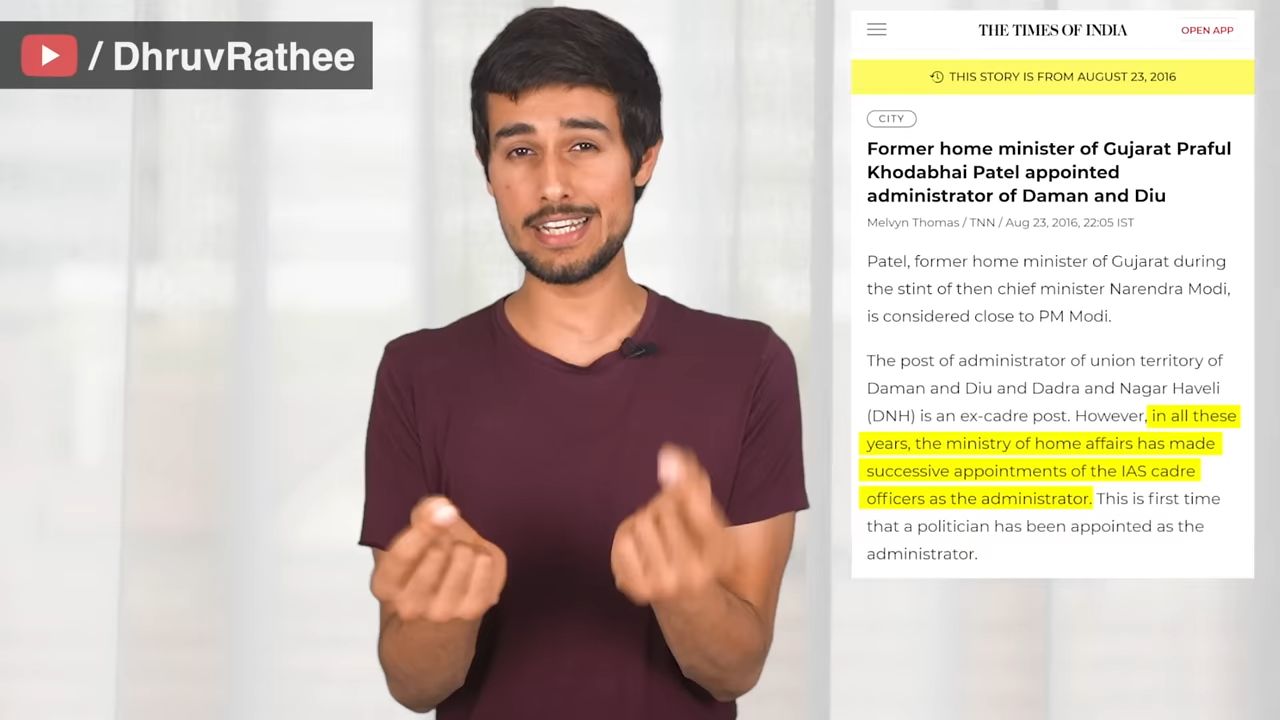 / DhruvRathee
THE TIMES OF INDIA
OPEN APP
THIS STORY IS FROM AUGUST 23, 2016
CITY
Former home minister of Gujarat Praful
Khodabhai Patel appointed
administrator of Daman and Diu
Melvyn Thomas / TNN / Aug 23, 2016, 22:05 IST
Patel, former home minister of Gujarat during
the stint of then chief minister Narendra Modi,
is considered close to PM Modi.
The post of administrator of union territory of
Daman and Diu and Dadra and Nagar Haveli
(DNH) is an ex-cadre post. However, in all these
years, the ministry of home affairs has made
successive appointments of the IAS cadre
officers as the administrator. This is first time
that a politician has been appointed as the
administrator.